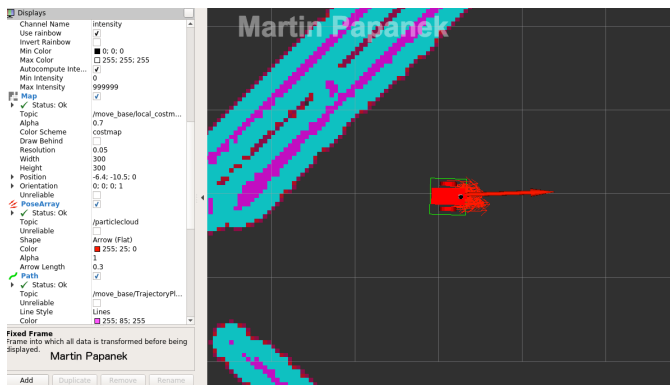 Displays
Martin Papanek
Channel Name intensity
Use rainbow
Invert Rainbow
Min Color 0; 0; 0
Max Color 255; 255; 255
Autocompute Inte...
Min Intensity 0
Max Intensity 999999
Map
Status: Ok
Topic /move_base/local_costm...
Alpha 0.7
Color Scheme costmap
Draw Behind
Resolution 0.05
Width 300
Height 300
Position -6.4; -10.5; 0
Orientation 0; 0; 0; 1
Unreliable
PoseArray
Status: Ok
Topic /particlecloud
Unreliable
Shape Arrow (Flat)
Color 255; 25; 0
Alpha 1
Arrow Length 0.3
Path
Status: Ok
Topic /move_base/TrajectoryPl...
Unreliable
Line Style Lines
Color 255; 85; 255
Fixed Frame
Frame into which all data is transformed before being
displayed.
Martin Papanek
Add Duplicate Remove Rename